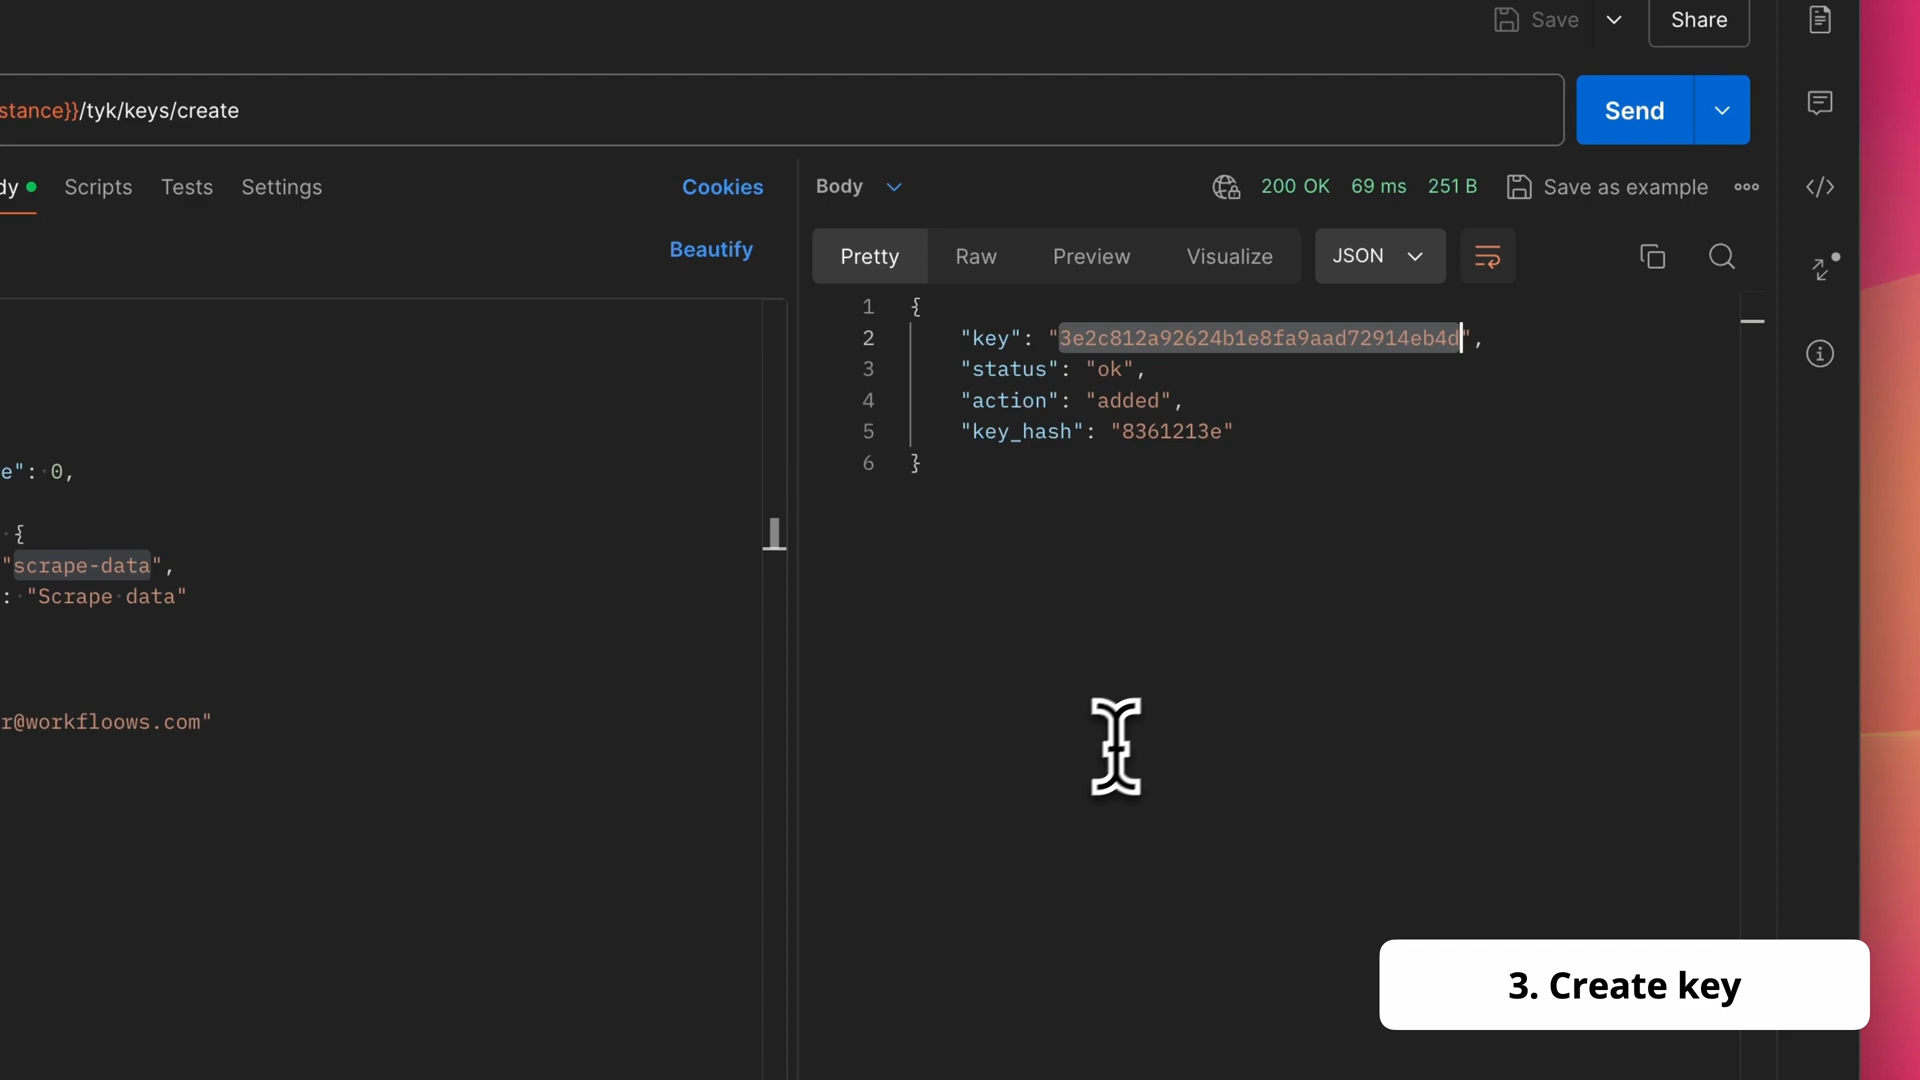 Save
Share
stance}}/tyk/keys/create
Send
dy
Scripts
Tests
Settings
Cookies
Body
200 OK
69 ms
251 B
Save as example
Beautify
Pretty
Raw
Preview
Visualize
JSON
1 {
2 "key": "3e2c812a92624b1e8fa9aad72914eb4d",
3 "status": "ok",
4 "action": "added",
5 "key_hash": "8361213e"
6 }
e": 0,
{
"scrape-data",
: "Scrape data"
r@workfloows.com"
3. Create key